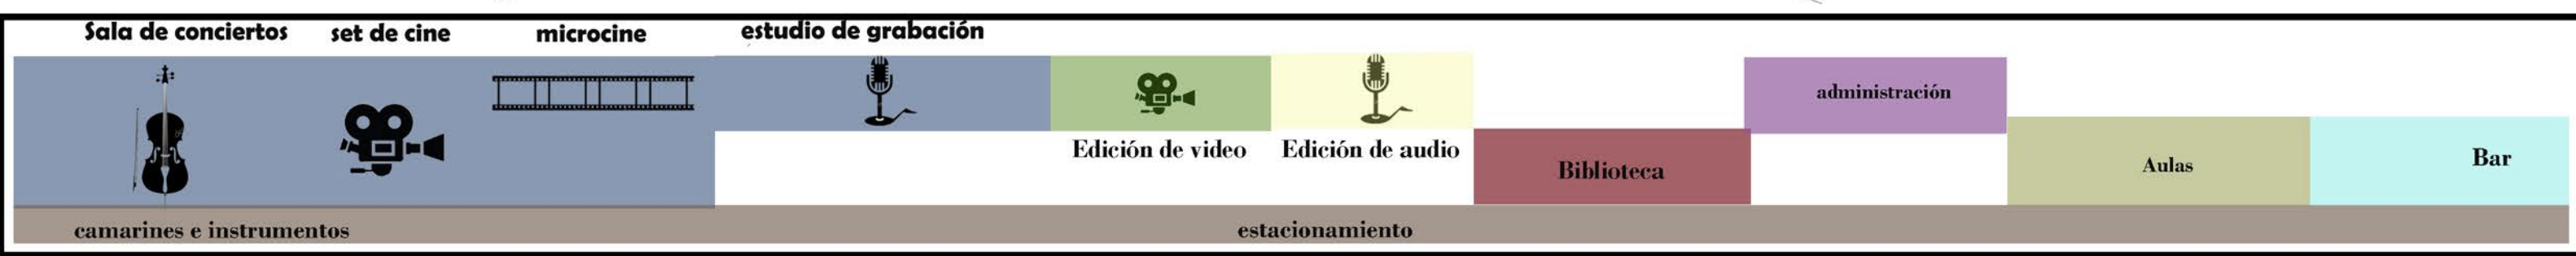 Sala de conciertos
set de cine
microcine
estudio de grabación
administración
Edición de video
Edición de audio
Biblioteca
Aulas
Bar
camarines e instrumentos
estacionamiento